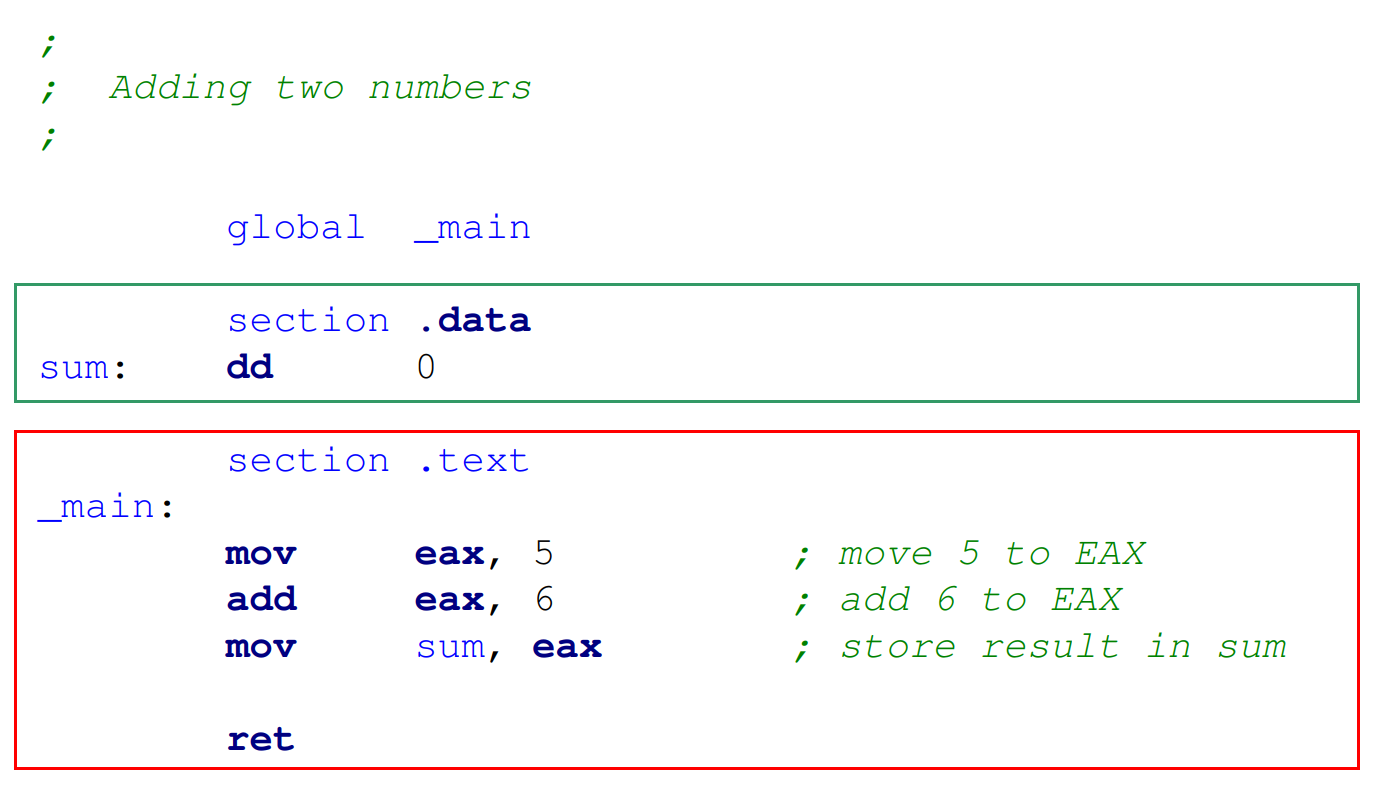 ;
;  Adding two numbers
;
global _main
section .data
sum: dd 0
section .text
_main:
mov eax, 5 ; move 5 to EAX
add eax, 6 ; add 6 to EAX
mov sum, eax ; store result in sum
ret